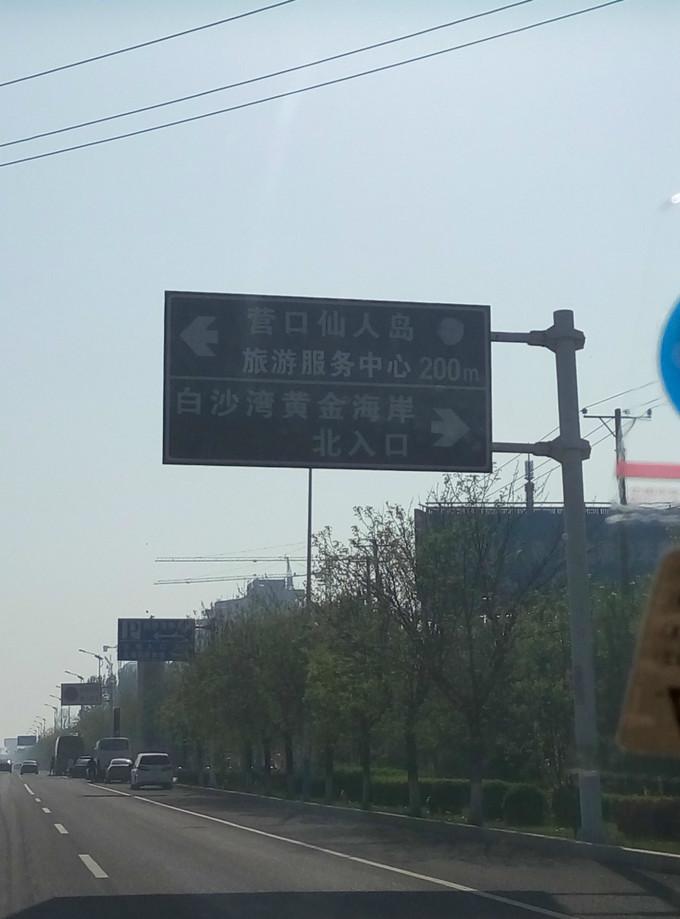 营口仙人岛
旅游服务中心 200m
白沙湾黄金海岸
北入口